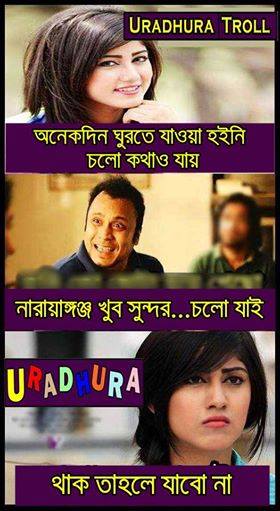 URADHURA TROLL
অনেকদিন ঘুরতে যাওয়া হইনি
চলো কথাও যায়
নারায়াঙ্গঞ্জ খুব সুন্দর...চলো যাই
URADHURA
থাক তাহলে যাবো না